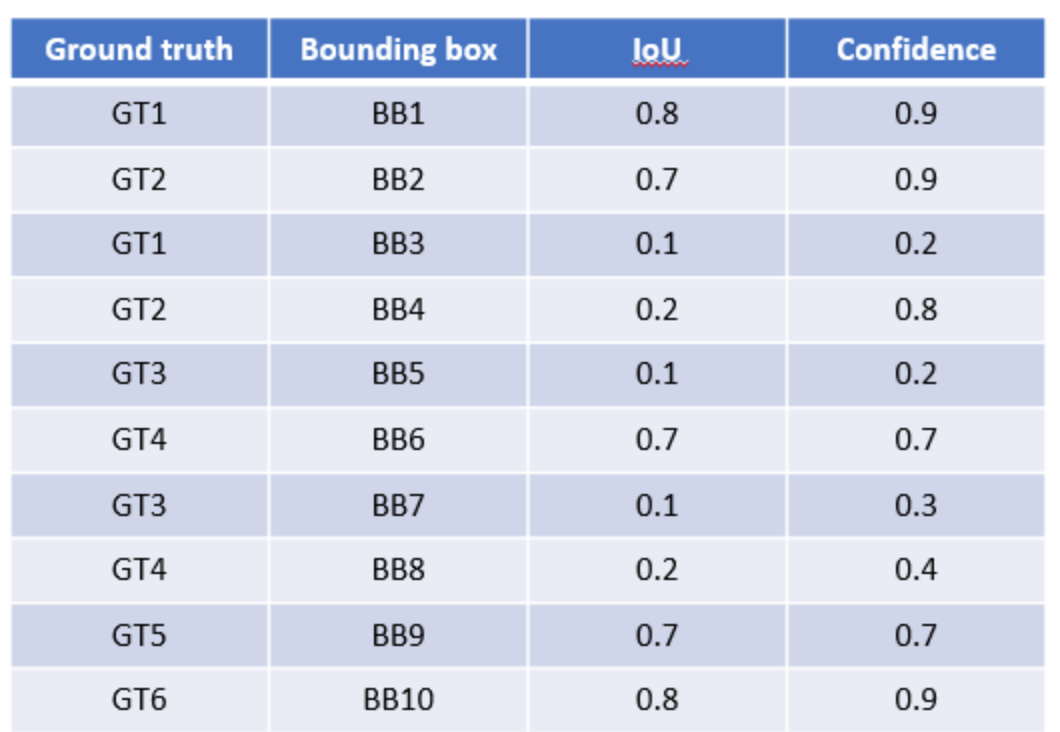 Ground truth Bounding box IoU Confidence
GT1 BB1 0.8 0.9
GT2 BB2 0.7 0.9
GT1 BB3 0.1 0.2
GT2 BB4 0.2 0.8
GT3 BB5 0.1 0.2
GT4 BB6 0.7 0.7
GT3 BB7 0.1 0.3
GT4 BB8 0.2 0.4
GT5 BB9 0.7 0.7
GT6 BB10 0.8 0.9